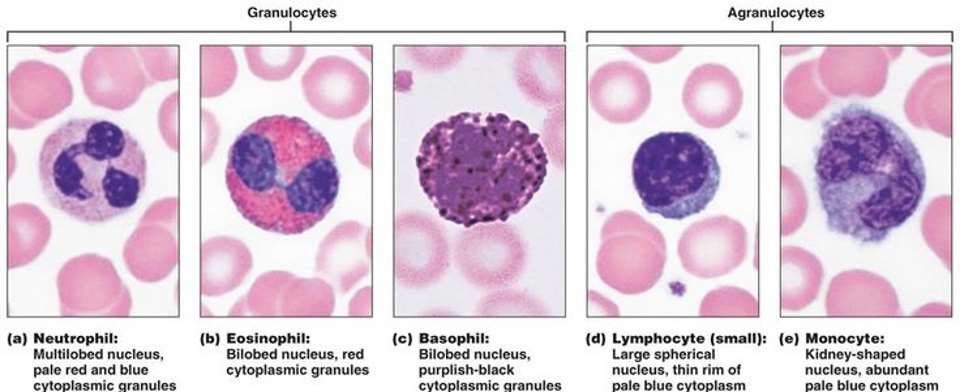 Granulocytes
Agranulocytes
(a) Neutrophil:
Multilobed nucleus,
pale red and blue
cytoplasmic granules
(b) Eosinophil:
Bilobed nucleus, red
cytoplasmic granules
(c) Basophil:
Bilobed nucleus,
purplish-black
cytoplasmic granules
(d) Lymphocyte (small):
Large spherical
nucleus, thin rim of
pale blue cytoplasm
(e) Monocyte:
Kidney-shaped
nucleus, abundant
pale blue cytoplasm